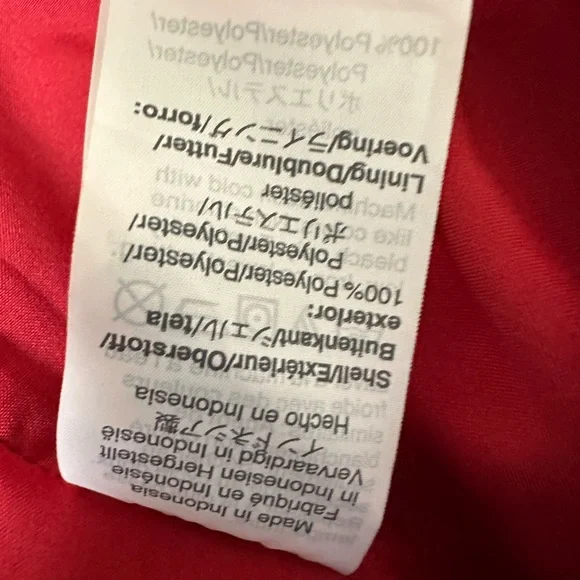 Made in Indonesia
Fabriqué en Indonésie
in Indonesien Hergestellt
Vervaardigd in Indonesië
インドネシア製
Hecho en Indonesia
Shell/Extérieur/Oberstoff/
Buitenkant/シェル/tela
exterior:
100% Polyester/Polyester/
Polyester/Polyester/
ポリエステル/
poliéster
Lining/Doublure/Futter/
Voering/ライニング/forro:
100% Polyester/Polyester/
Polyester/Polyester/
ポリエステル/